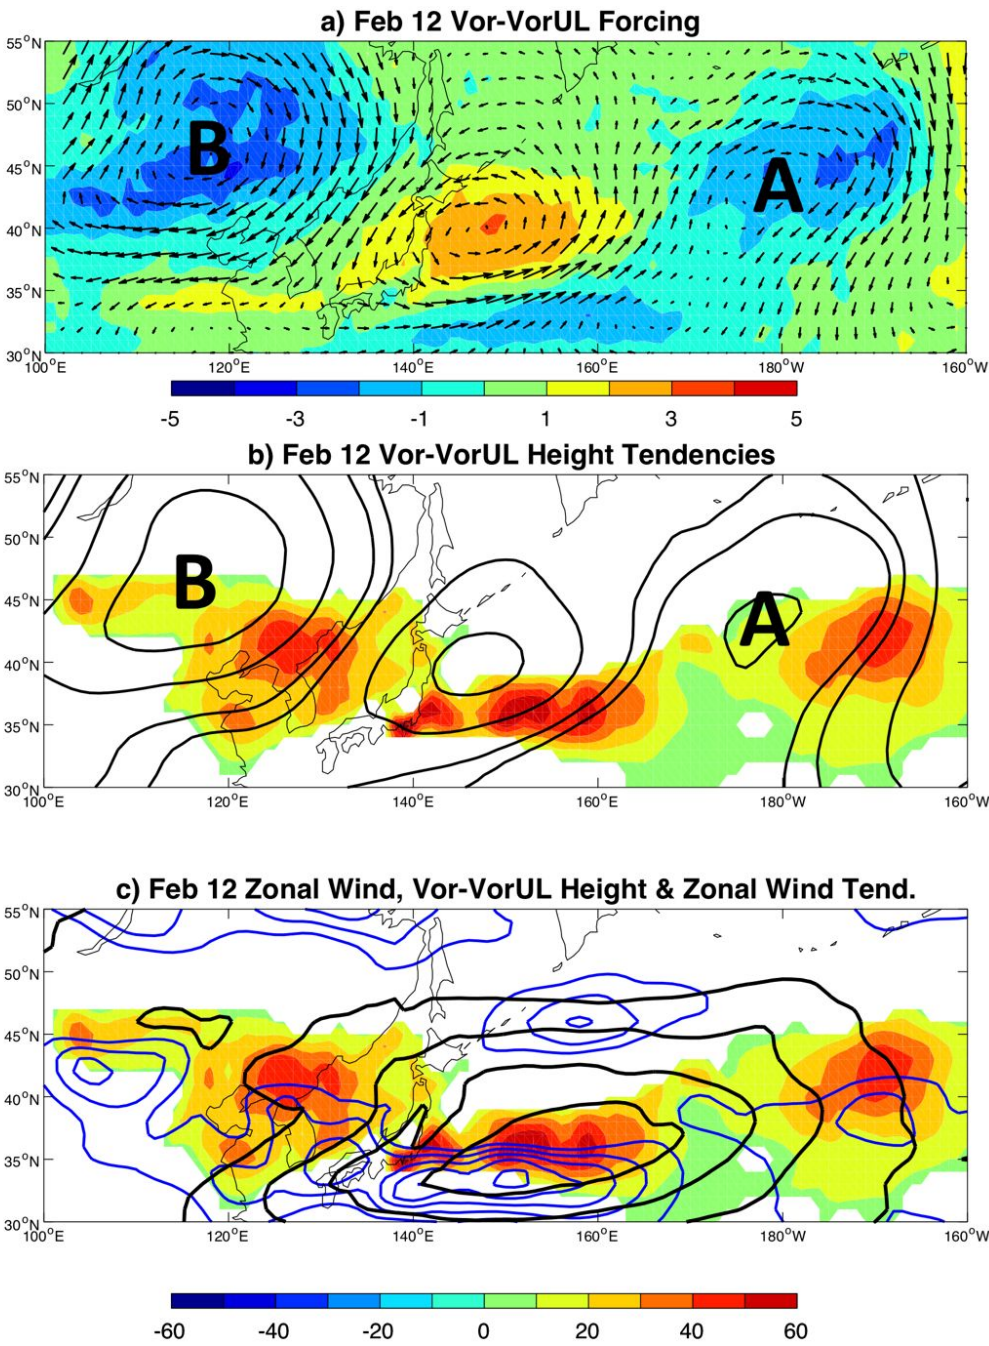 a) Feb 12 Vor-VorUL Forcing
55°N
50°N
45°N
40°N
35°N
30°N
B
A
100°E 120°E 140°E 160°E 180°W 160°W
-5 -3 -1 1 3 5
b) Feb 12 Vor-VorUL Height Tendencies
55°N
50°N
45°N
40°N
35°N
30°N
B
A
100°E 120°E 140°E 160°E 180°W 160°W
c) Feb 12 Zonal Wind, Vor-VorUL Height & Zonal Wind Tend.
55°N
50°N
45°N
40°N
35°N
30°N
100°E 120°E 140°E 160°E 180°W 160°W
-60 -40 -20 0 20 40 60